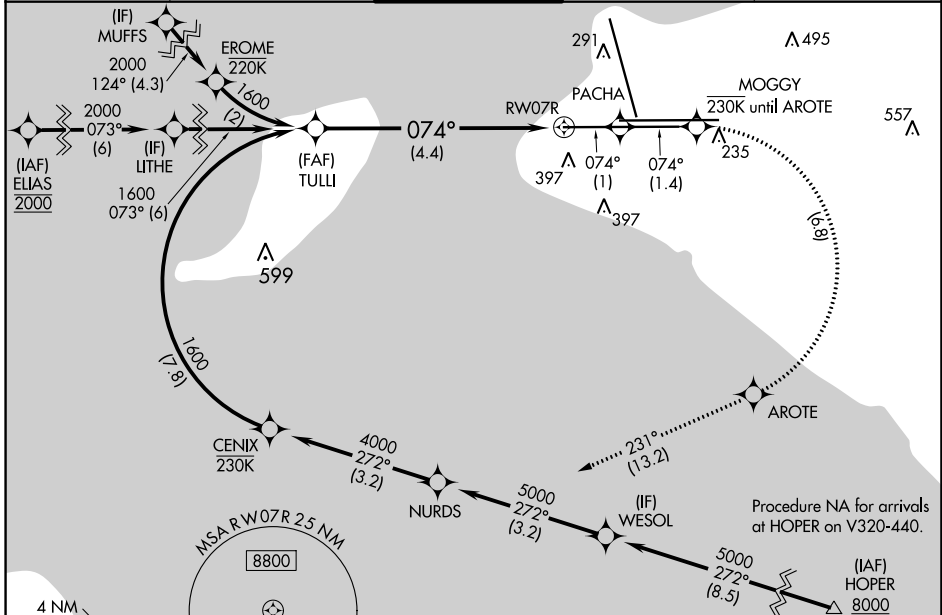 (IF)
MUFFS
2000
124° (4.3)
EROME
220K
1600
(2)
2000
073°
(6)
(IAF)
ELIAS
2000
(IF)
LITHE
1600
073° (6)
(FAF)
TULLI
074°
(4.4)
RW07R
PACHA
291
495
MOGGY
230K until AROTE
557
235
397
074°
(1)
074°
(1.4)
397
599
(6.8)
1600
(7.8)
CENIX
230K
4000
272°
(3.2)
NURDS
5000
272°
(3.2)
(IF)
WESOL
231°
(13.2)
AROTE
Procedure NA for arrivals
at HOPER on V320-440.
5000
272°
(8.5)
(IAF)
HOPER
8000
MSA RW07R 25 NM
8800
4 NM